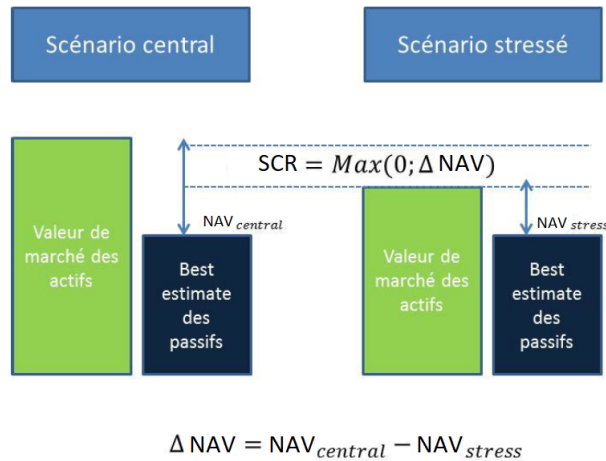 Scénario central
Scénario stressé
SCR = Max(0; Δ NAV)
NAV central
NAV stress
Valeur de
marché des
actifs
Best
estimate
des
passifs
Valeur de
marché des
actifs
Best
estimate
des
passifs
Δ NAV = NAV central − NAV stress